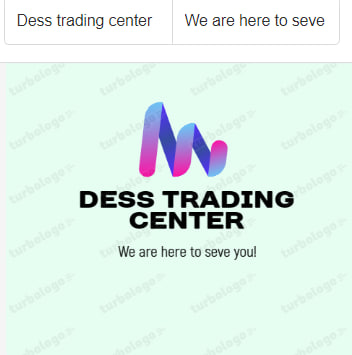 Dess trading center
We are here to seve
DESS TRADING
CENTER
We are here to seve you!
turbologo